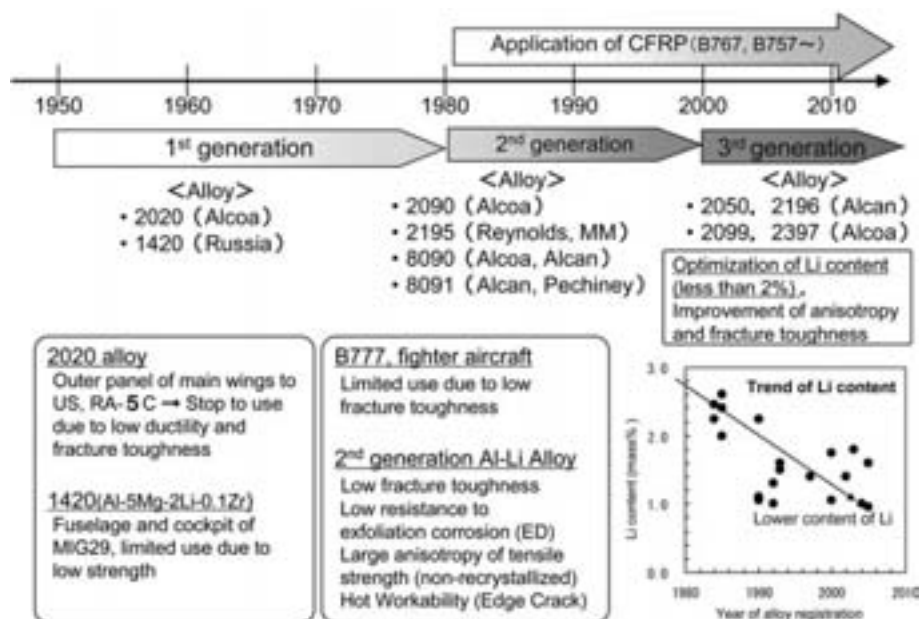 Application of CFRP (B767, B757~)
1950 1960 1970 1980 1990 2000 2010
1st generation
2nd generation
3rd generation
<Alloy>
・2020 (Alcoa)
・1420 (Russia)
<Alloy>
・2090 (Alcoa)
・2195 (Reynolds, MM)
・8090 (Alcoa, Alcan)
・8091 (Alcan, Pechiney)
<Alloy>
・2050, 2196 (Alcan)
・2099, 2397 (Alcoa)
Optimization of Li content
(less than 2%).
Improvement of anisotropy
and fracture toughness
2020 alloy
Outer panel of main wings to
US, RA-5C → Stop to use
due to low ductility and
fracture toughness
1420(Al-5Mg-2Li-0.1Zr)
Fuselage and cockpit of
MIG29, limited use due to
low strength
B777, fighter aircraft
Limited use due to low
fracture toughness
2nd generation Al-Li Alloy
Low fracture toughness
Low resistance to
exfoliation corrosion (ED)
Large anisotropy of tensile
strength (non-recrystallized)
Hot Workability (Edge Crack)
Trend of Li content
Li content (mass%)
3.0
2.0
1.0
0.0
Lower content of Li
1980 1990 2000 2010
Year of alloy registration